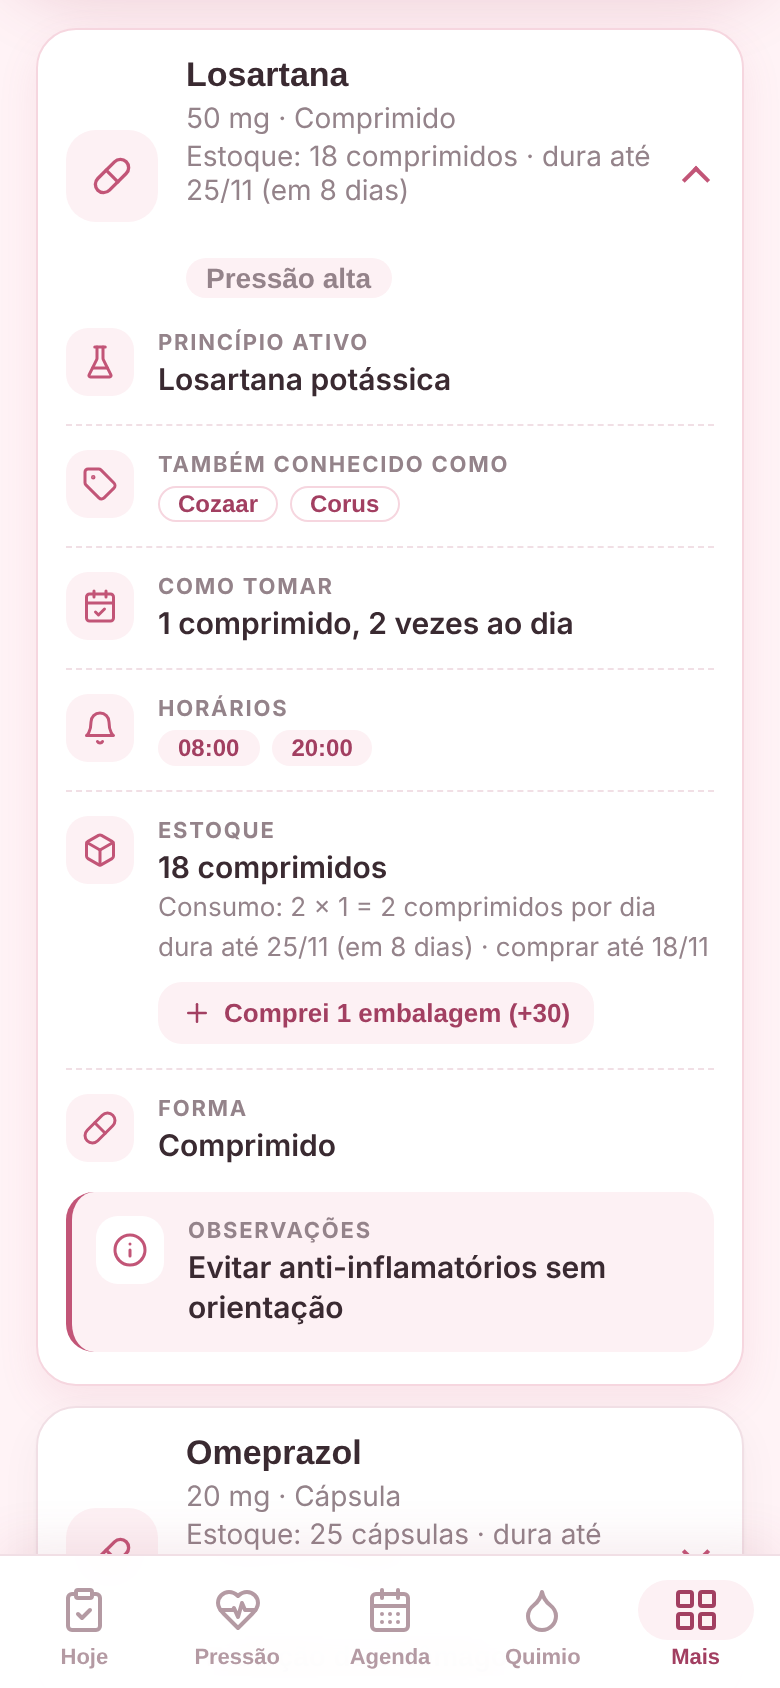 Losartana
50 mg · Comprimido
Estoque: 18 comprimidos · dura até
25/11 (em 8 dias)
Pressão alta
PRINCÍPIO ATIVO
Losartana potássica
TAMBÉM CONHECIDO COMO
Cozaar Corus
COMO TOMAR
1 comprimido, 2 vezes ao dia
HORÁRIOS
08:00 20:00
ESTOQUE
18 comprimidos
Consumo: 2 × 1 = 2 comprimidos por dia
dura até 25/11 (em 8 dias) · comprar até 18/11
+ Comprei 1 embalagem (+30)
FORMA
Comprimido
OBSERVAÇÕES
Evitar anti-inflamatórios sem
orientação
Omeprazol
20 mg · Cápsula
Estoque: 25 cápsulas · dura até
Hoje Pressão Agenda Quimio Mais